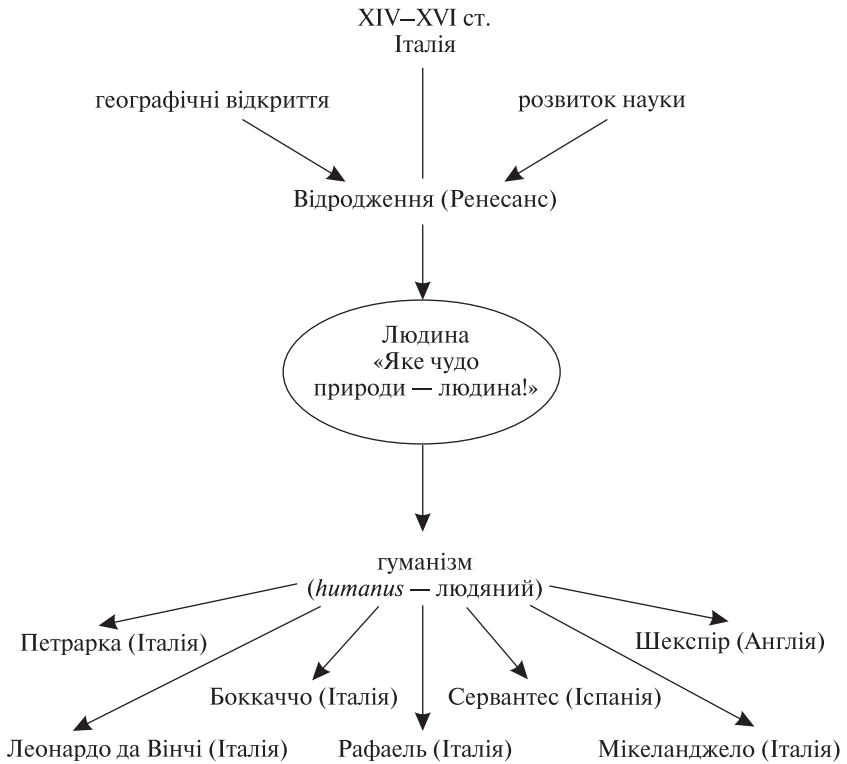 XIV–XVI ст.
Італія
географічні відкриття
розвиток науки
Відродження (Ренесанс)
Людина
«Яке чудо
природи — людина!»
гуманізм
(humanus — людяний)
Петрарка (Італія)
Шекспір (Англія)
Боккаччо (Італія)
Сервантес (Іспанія)
Леонардо да Вінчі (Італія)
Рафаель (Італія)
Мікеланджело (Італія)